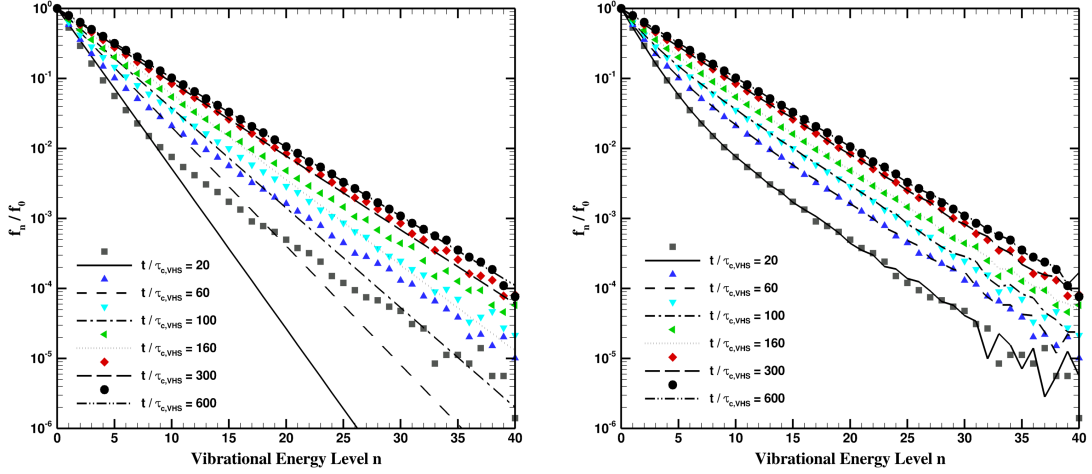 10^0
10^-1
10^-2
10^-3
10^-4
10^-5
10^-6
f_n / f_0
t / τ_c,VHS = 20
t / τ_c,VHS = 60
t / τ_c,VHS = 100
t / τ_c,VHS = 160
t / τ_c,VHS = 300
t / τ_c,VHS = 600
0 5 10 15 20 25 30 35 40
Vibrational Energy Level n
10^0
10^-1
10^-2
10^-3
10^-4
10^-5
10^-6
f_n / f_0
t / τ_c,VHS = 20
t / τ_c,VHS = 60
t / τ_c,VHS = 100
t / τ_c,VHS = 160
t / τ_c,VHS = 300
t / τ_c,VHS = 600
0 5 10 15 20 25 30 35 40
Vibrational Energy Level n